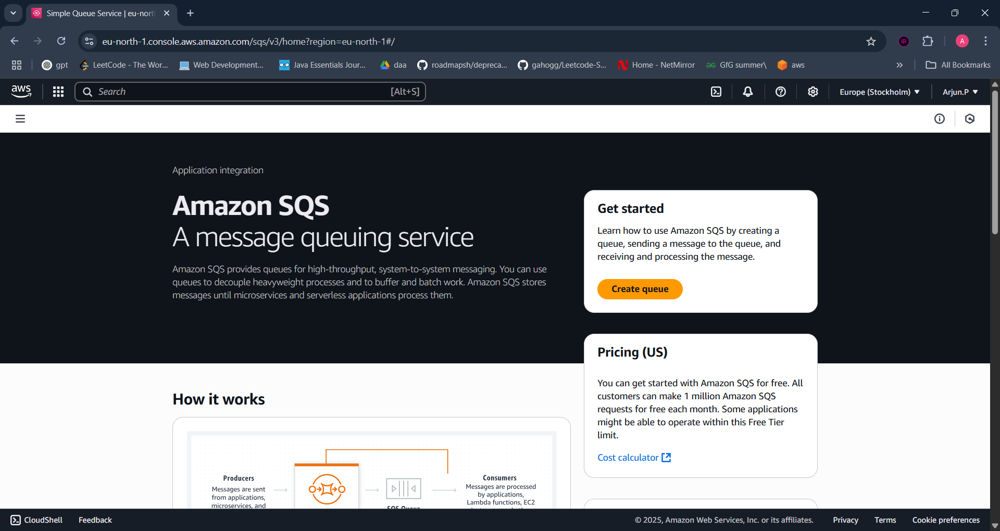 Simple Queue Service | eu-nort
eu-north-1.console.aws.amazon.com/sqs/v3/home?region=eu-north-1#/
A
gpt
LeetCode - The Wor...
Web Development...
Java Essentials Jour...
daa
roadmapsh/depreca...
gahogg/Leetcode-S...
Home - NetMirror
GfG summer\
aws
All Bookmarks
aws
Search
[Alt+S]
Europe (Stockholm)
Arjun.P
Application integration
Amazon SQS
A message queuing service
Amazon SQS provides queues for high-throughput, system-to-system messaging. You can use
queues to decouple heavyweight processes and to buffer and batch work. Amazon SQS stores
messages until microservices and serverless applications process them.
Get started
Learn how to use Amazon SQS by creating a
queue, sending a message to the queue, and
receiving and processing the message.
Create queue
Pricing (US)
You can get started with Amazon SQS for free. All
customers can make 1 million Amazon SQS
requests for free each month. Some applications
might be able to operate within this Free Tier
limit.
Cost calculator
How it works
Producers
Messages are sent
from applications,
microservices, and
SQS Queue
Consumers
Messages are processed
by applications,
Lambda functions, EC2
CloudShell
Feedback
© 2025, Amazon Web Services, Inc. or its affiliates.
Privacy
Terms
Cookie preferences